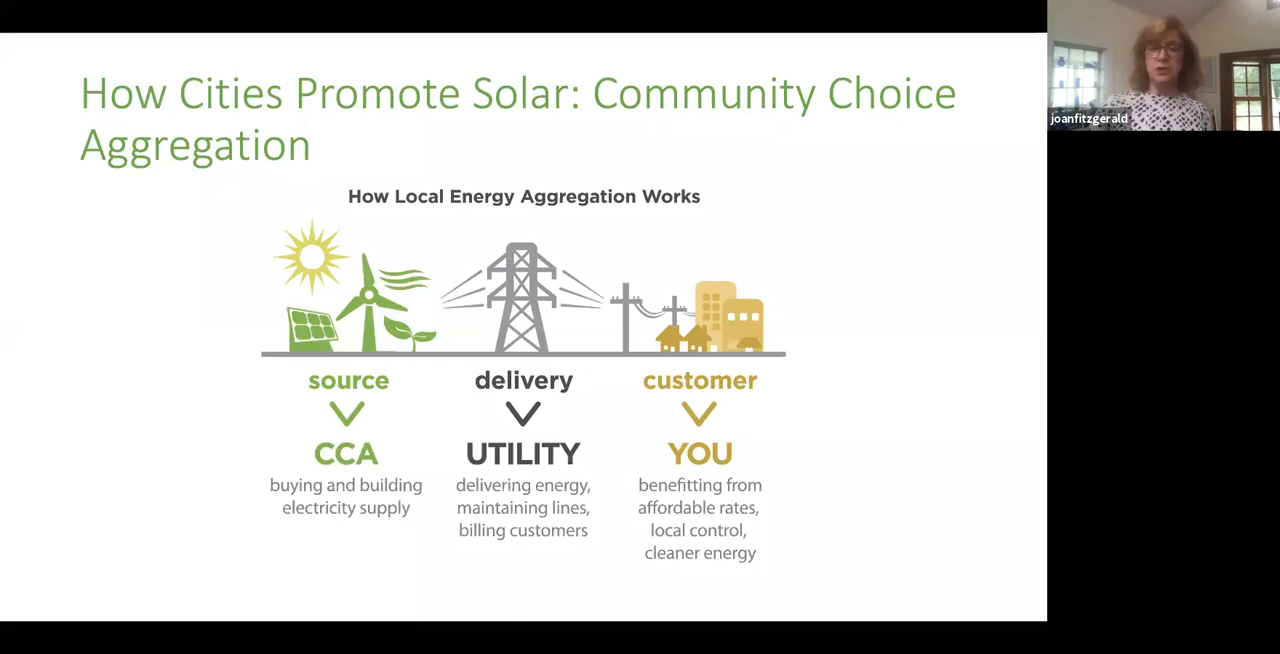 How Cities Promote Solar: Community Choice
Aggregation
How Local Energy Aggregation Works
source
CCA
buying and building
electricity supply
delivery
UTILITY
delivering energy,
maintaining lines,
billing customers
customer
YOU
benefitting from
affordable rates,
local control,
cleaner energy
joanfitzgerald